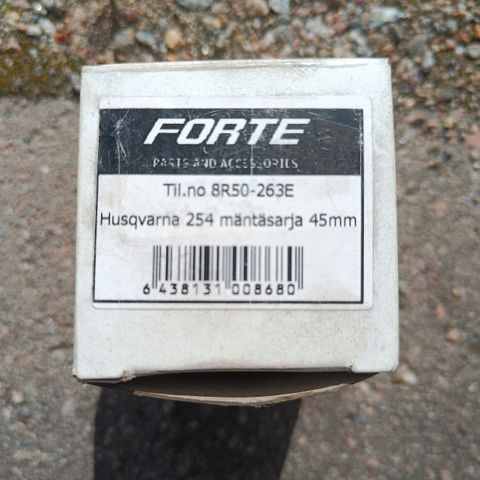 FORTE
PARTS AND ACCESSORIES
Til.no 8R50-263E
Husqvarna 254 mäntäsarja 45mm
6 438131 008680